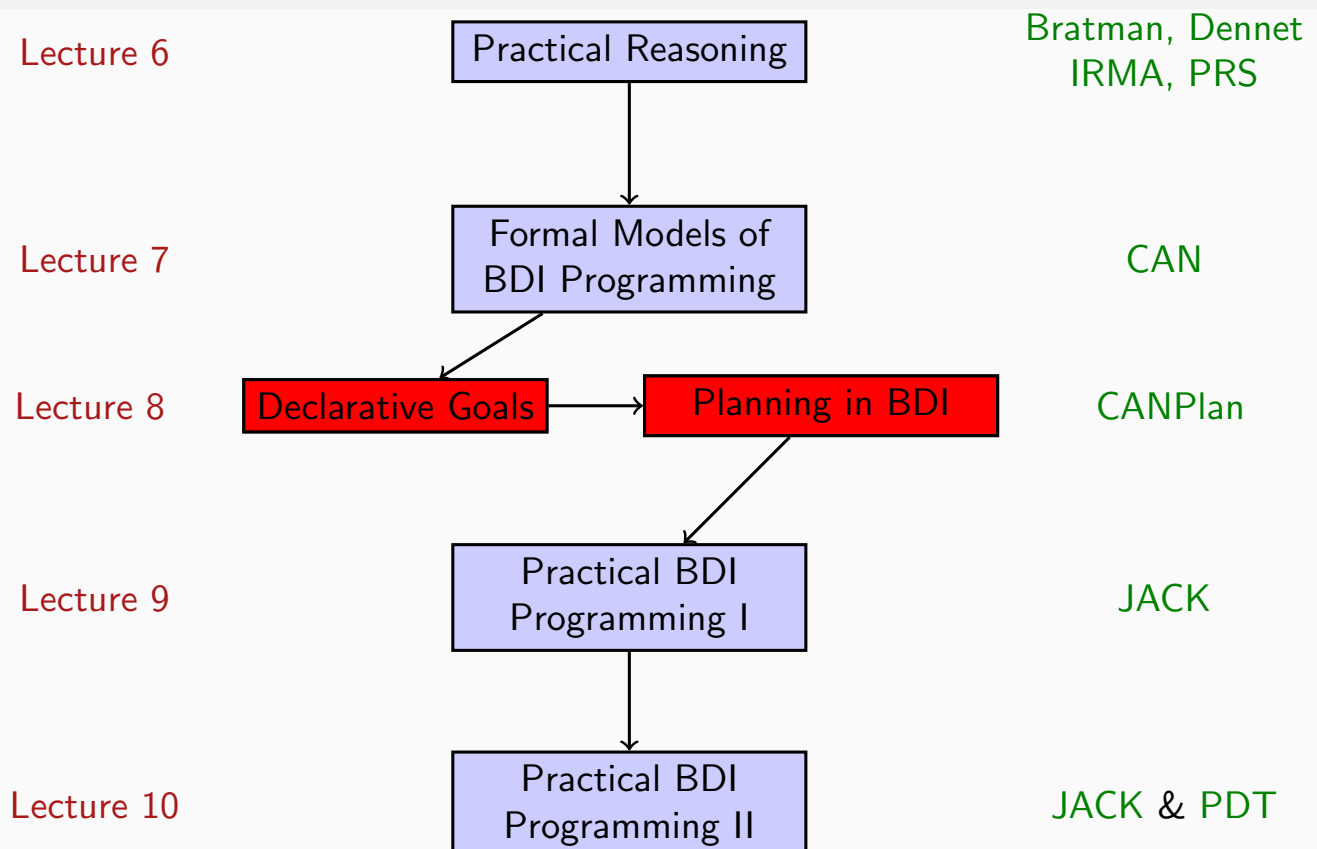 Lecture 6
Practical Reasoning
Bratman, Dennet
IRMA, PRS
Lecture 7
Formal Models of
BDI Programming
CAN
Lecture 8
Declarative Goals
Planning in BDI
CANPlan
Lecture 9
Practical BDI
Programming I
JACK
Lecture 10
Practical BDI
Programming II
JACK & PDT